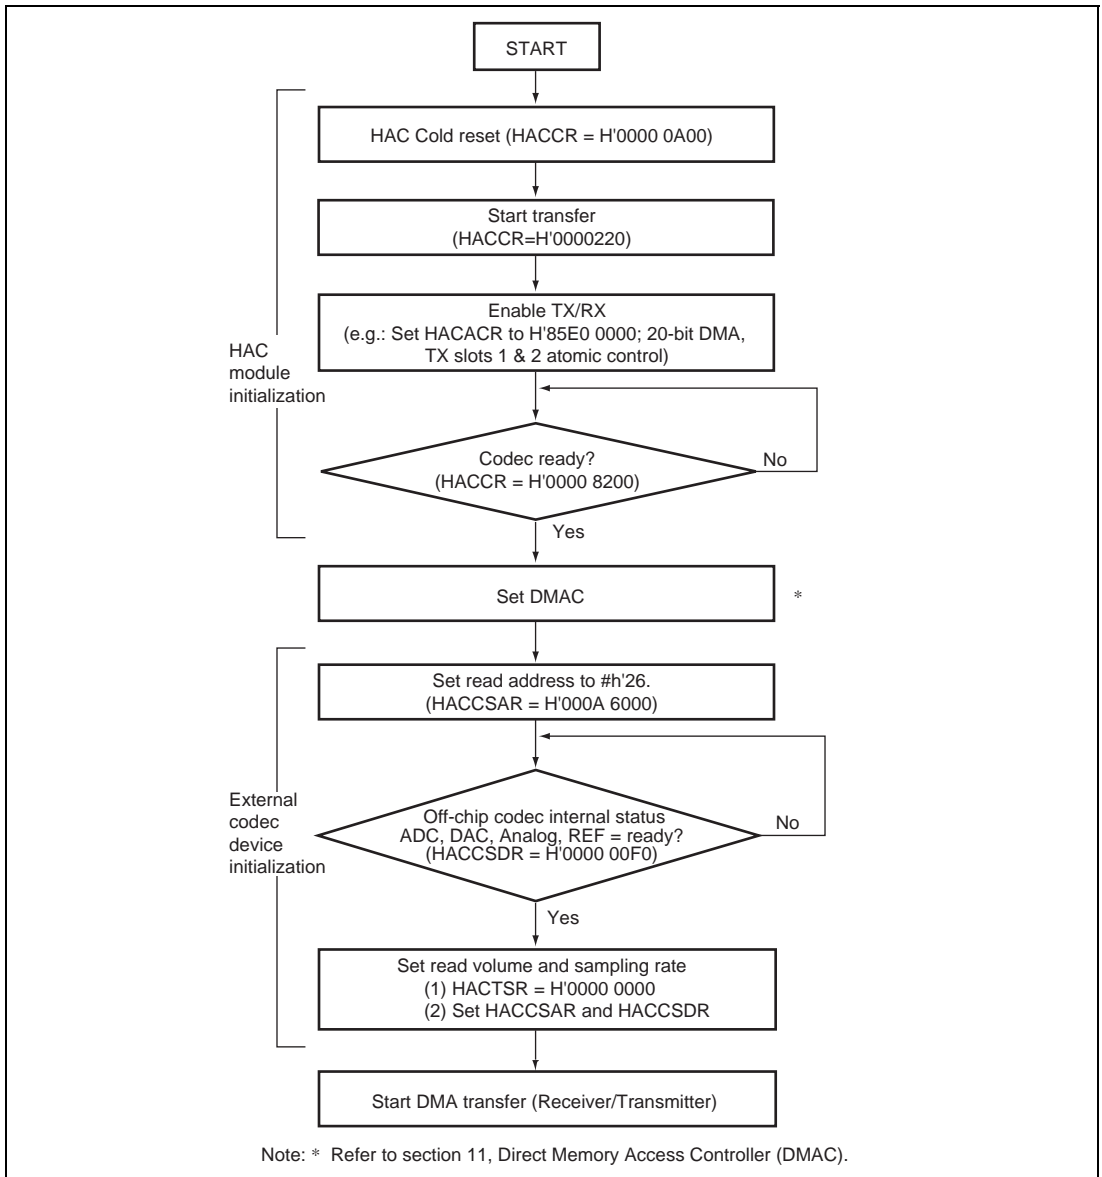 START
HAC Cold reset (HACCR = H'0000 0A00)
Start transfer
(HACCR=H'0000220)
Enable TX/RX
(e.g.: Set HACACR to H'85E0 0000; 20-bit DMA,
TX slots 1 & 2 atomic control)
HAC
module
initialization
Codec ready?
(HACCR = H'0000 8200)
No
Yes
Set DMAC
*
Set read address to #h'26.
(HACCSAR = H'000A 6000)
External
codec
device
initialization
Off-chip codec internal status
ADC, DAC, Analog, REF = ready?
(HACCSDR = H'0000 00F0)
No
Yes
Set read volume and sampling rate
(1) HACTSR = H'0000 0000
(2) Set HACCSAR and HACCSDR
Start DMA transfer (Receiver/Transmitter)
Note: * Refer to section 11, Direct Memory Access Controller (DMAC).